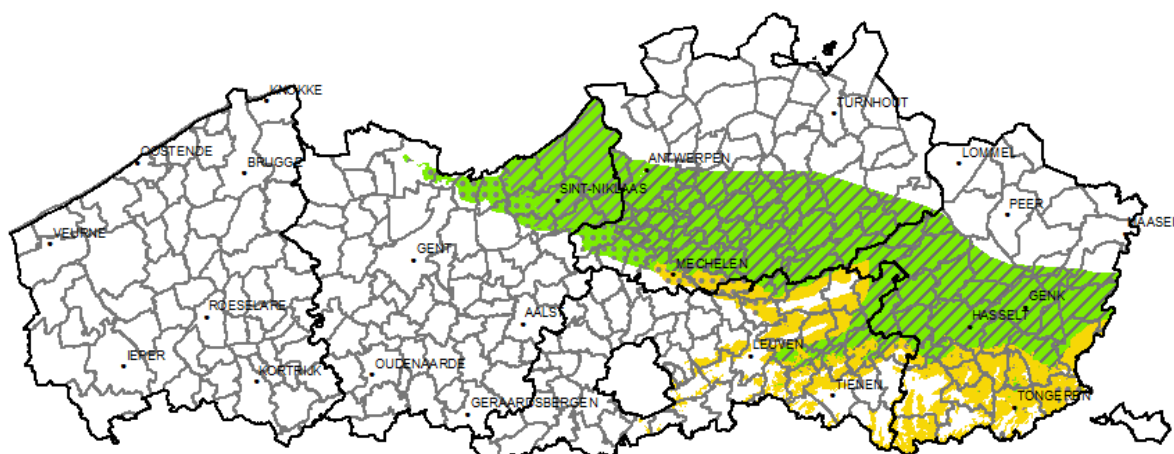 KNOKKE
OOSTENDE
BRUGGE
VEURNE
ROESELARE
IEPER
KORTRIJK
GENT
AALST
OUDENAARDE
GERAARDSBERGEN
SINT-NIKLAAS
ANTWERPEN
TURNHOUT
MECHELEN
LEUVEN
TIENEN
LOMMEL
PEER
MAASEI
GENK
HASSELT
TONGEREN